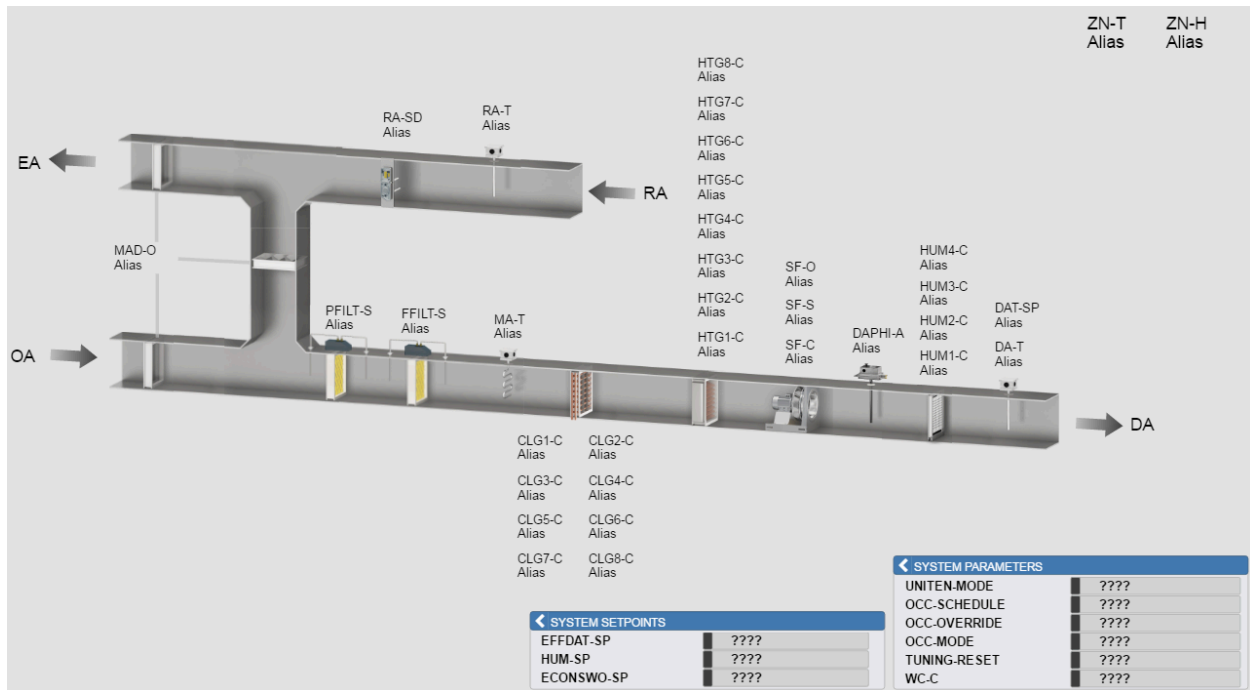 ZN-T
Alias
ZN-H
Alias
HTG8-C
Alias
HTG7-C
Alias
HTG6-C
Alias
HTG5-C
Alias
HTG4-C
Alias
HTG3-C
Alias
HTG2-C
Alias
HTG1-C
Alias
RA-SD
Alias
RA-T
Alias
EA
RA
MAD-O
Alias
OA
PFILT-S
Alias
FFILT-S
Alias
MA-T
Alias
SF-O
Alias
SF-S
Alias
SF-C
Alias
DAPHI-A
Alias
HUM4-C
Alias
HUM3-C
Alias
HUM2-C
Alias
HUM1-C
Alias
DAT-SP
Alias
DA-T
Alias
DA
CLG1-C
Alias
CLG2-C
Alias
CLG3-C
Alias
CLG4-C
Alias
CLG5-C
Alias
CLG6-C
Alias
CLG7-C
Alias
CLG8-C
Alias
SYSTEM SETPOINTS
EFFDAT-SP ????
HUM-SP ????
ECONSWO-SP ????
SYSTEM PARAMETERS
UNITEN-MODE ????
OCC-SCHEDULE ????
OCC-OVERRIDE ????
OCC-MODE ????
TUNING-RESET ????
WC-C ????